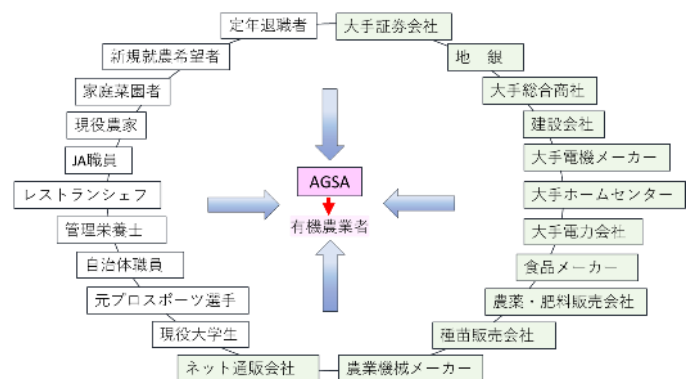 定年退職者
大手証券会社
新規就農希望者
地　銀
家庭菜園者
大手総合商社
現役農家
建設会社
JA職員
大手電機メーカー
AGSA
レストランシェフ
大手ホームセンター
有機農業者
管理栄養士
大手電力会社
自治体職員
食品メーカー
元プロスポーツ選手
農薬・肥料販売会社
現役大学生
種苗販売会社
ネット通販会社
農業機械メーカー